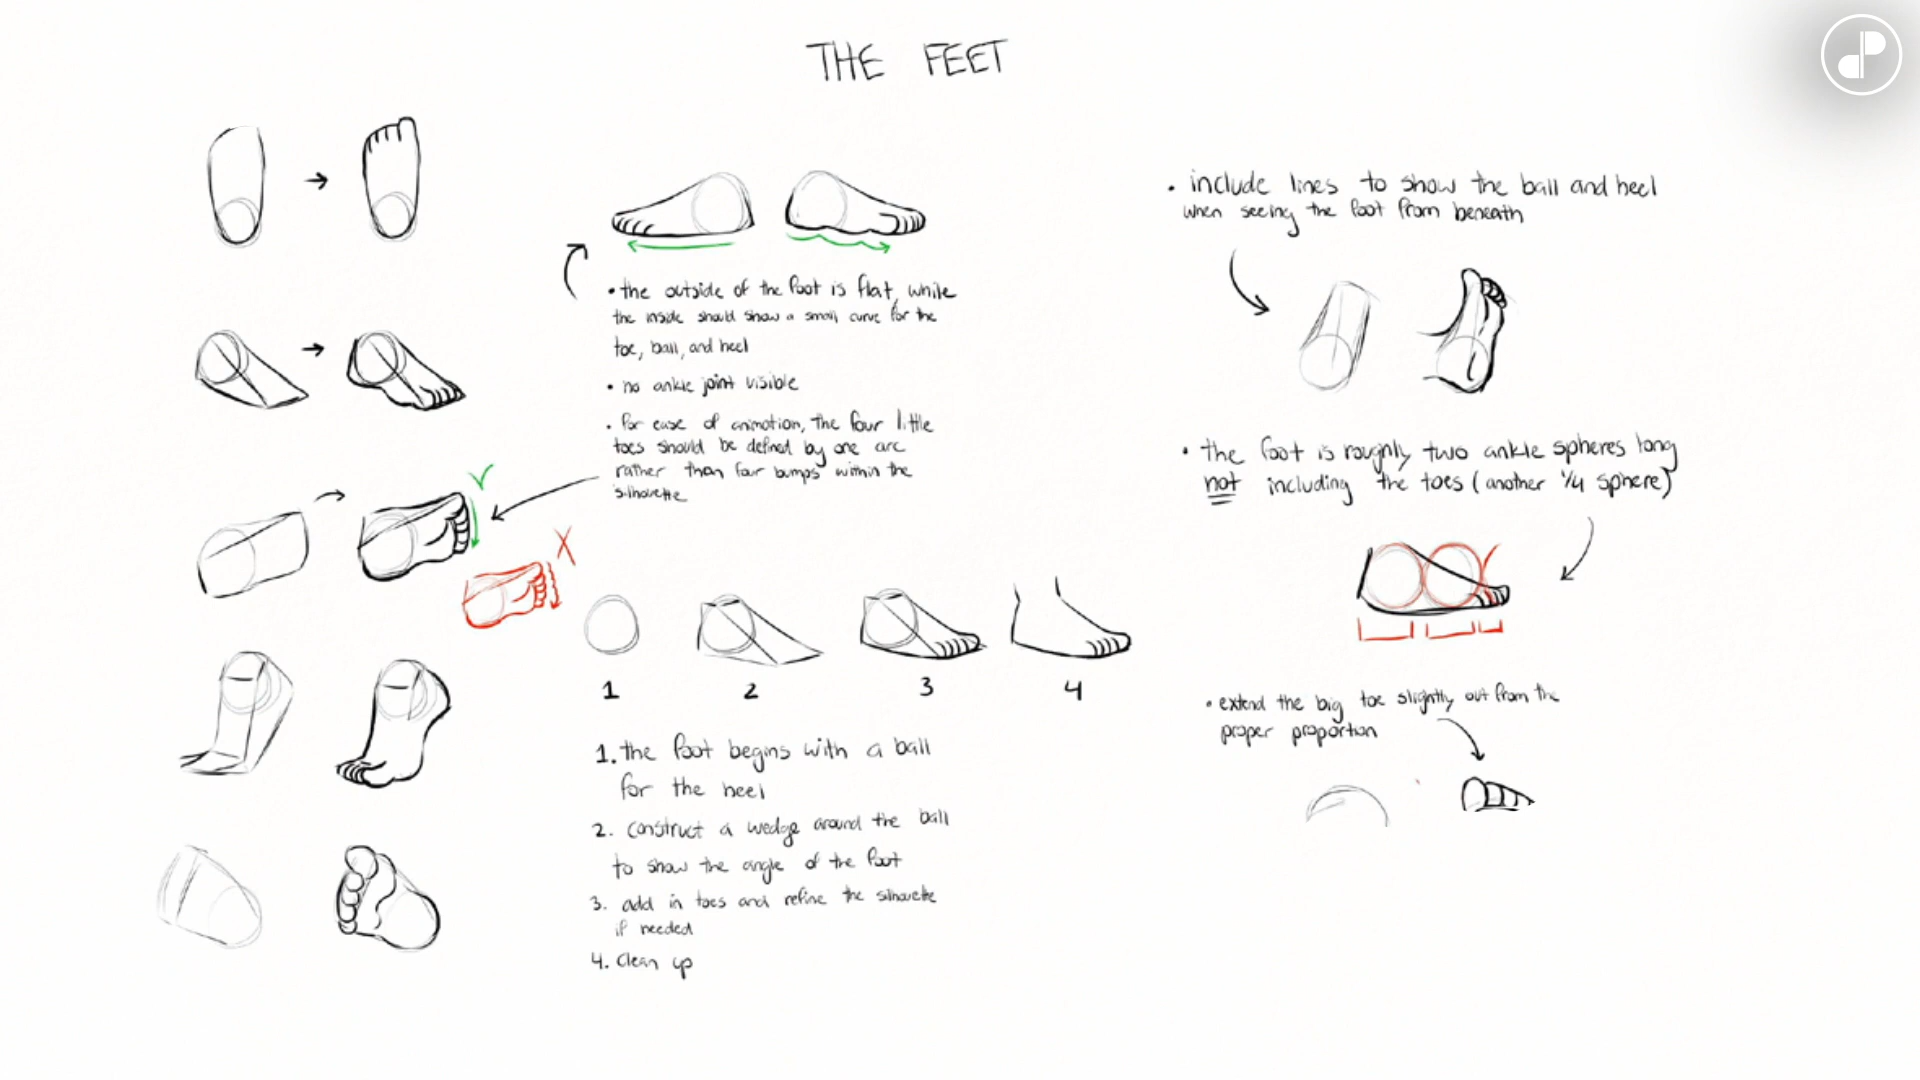 THE FEET
• the outside of the foot is flat, while
the inside should show a small curve for the
toe, ball, and heel
• no ankle joint visible
• for ease of animation, the four little
toes should be defined by one arc
rather than four bumps within the
silhouette
1 2 3 4
1. the foot begins with a ball
for the heel
2. construct a wedge around the ball
to show the angle of the foot
3. add in toes and refine the silhouette
if needed
4. clean up
• include lines to show the ball and heel
when seeing the foot from beneath
• the foot is roughly two ankle spheres long
not including the toes (another 1/4 sphere)
• extend the big toe slightly out from the
proper proportion